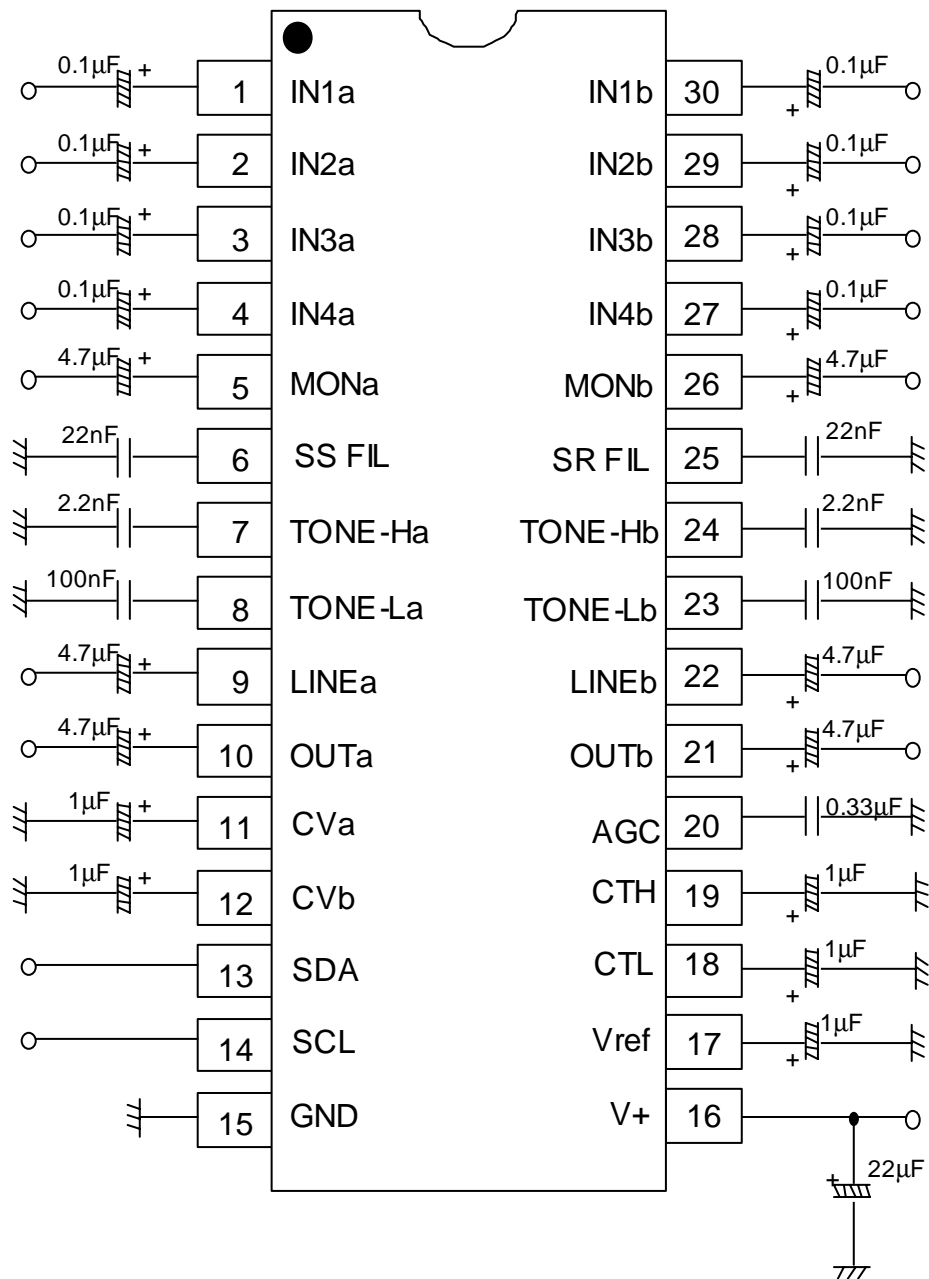 0.1µF + 1 IN1a IN1b 30 + 0.1µF
0.1µF + 2 IN2a IN2b 29 + 0.1µF
0.1µF + 3 IN3a IN3b 28 + 0.1µF
0.1µF + 4 IN4a IN4b 27 + 0.1µF
4.7µF + 5 MONa MONb 26 + 4.7µF
22nF 6 SS FIL SR FIL 25 22nF
2.2nF 7 TONE-Ha TONE-Hb 24 2.2nF
100nF 8 TONE-La TONE-Lb 23 100nF
4.7µF + 9 LINEa LINEb 22 + 4.7µF
4.7µF + 10 OUTa OUTb 21 + 4.7µF
1µF + 11 CVa AGC 20 0.33µF
1µF + 12 CVb CTH 19 + 1µF
13 SDA CTL 18 + 1µF
14 SCL Vref 17 + 1µF
15 GND V+ 16
+ 22µF